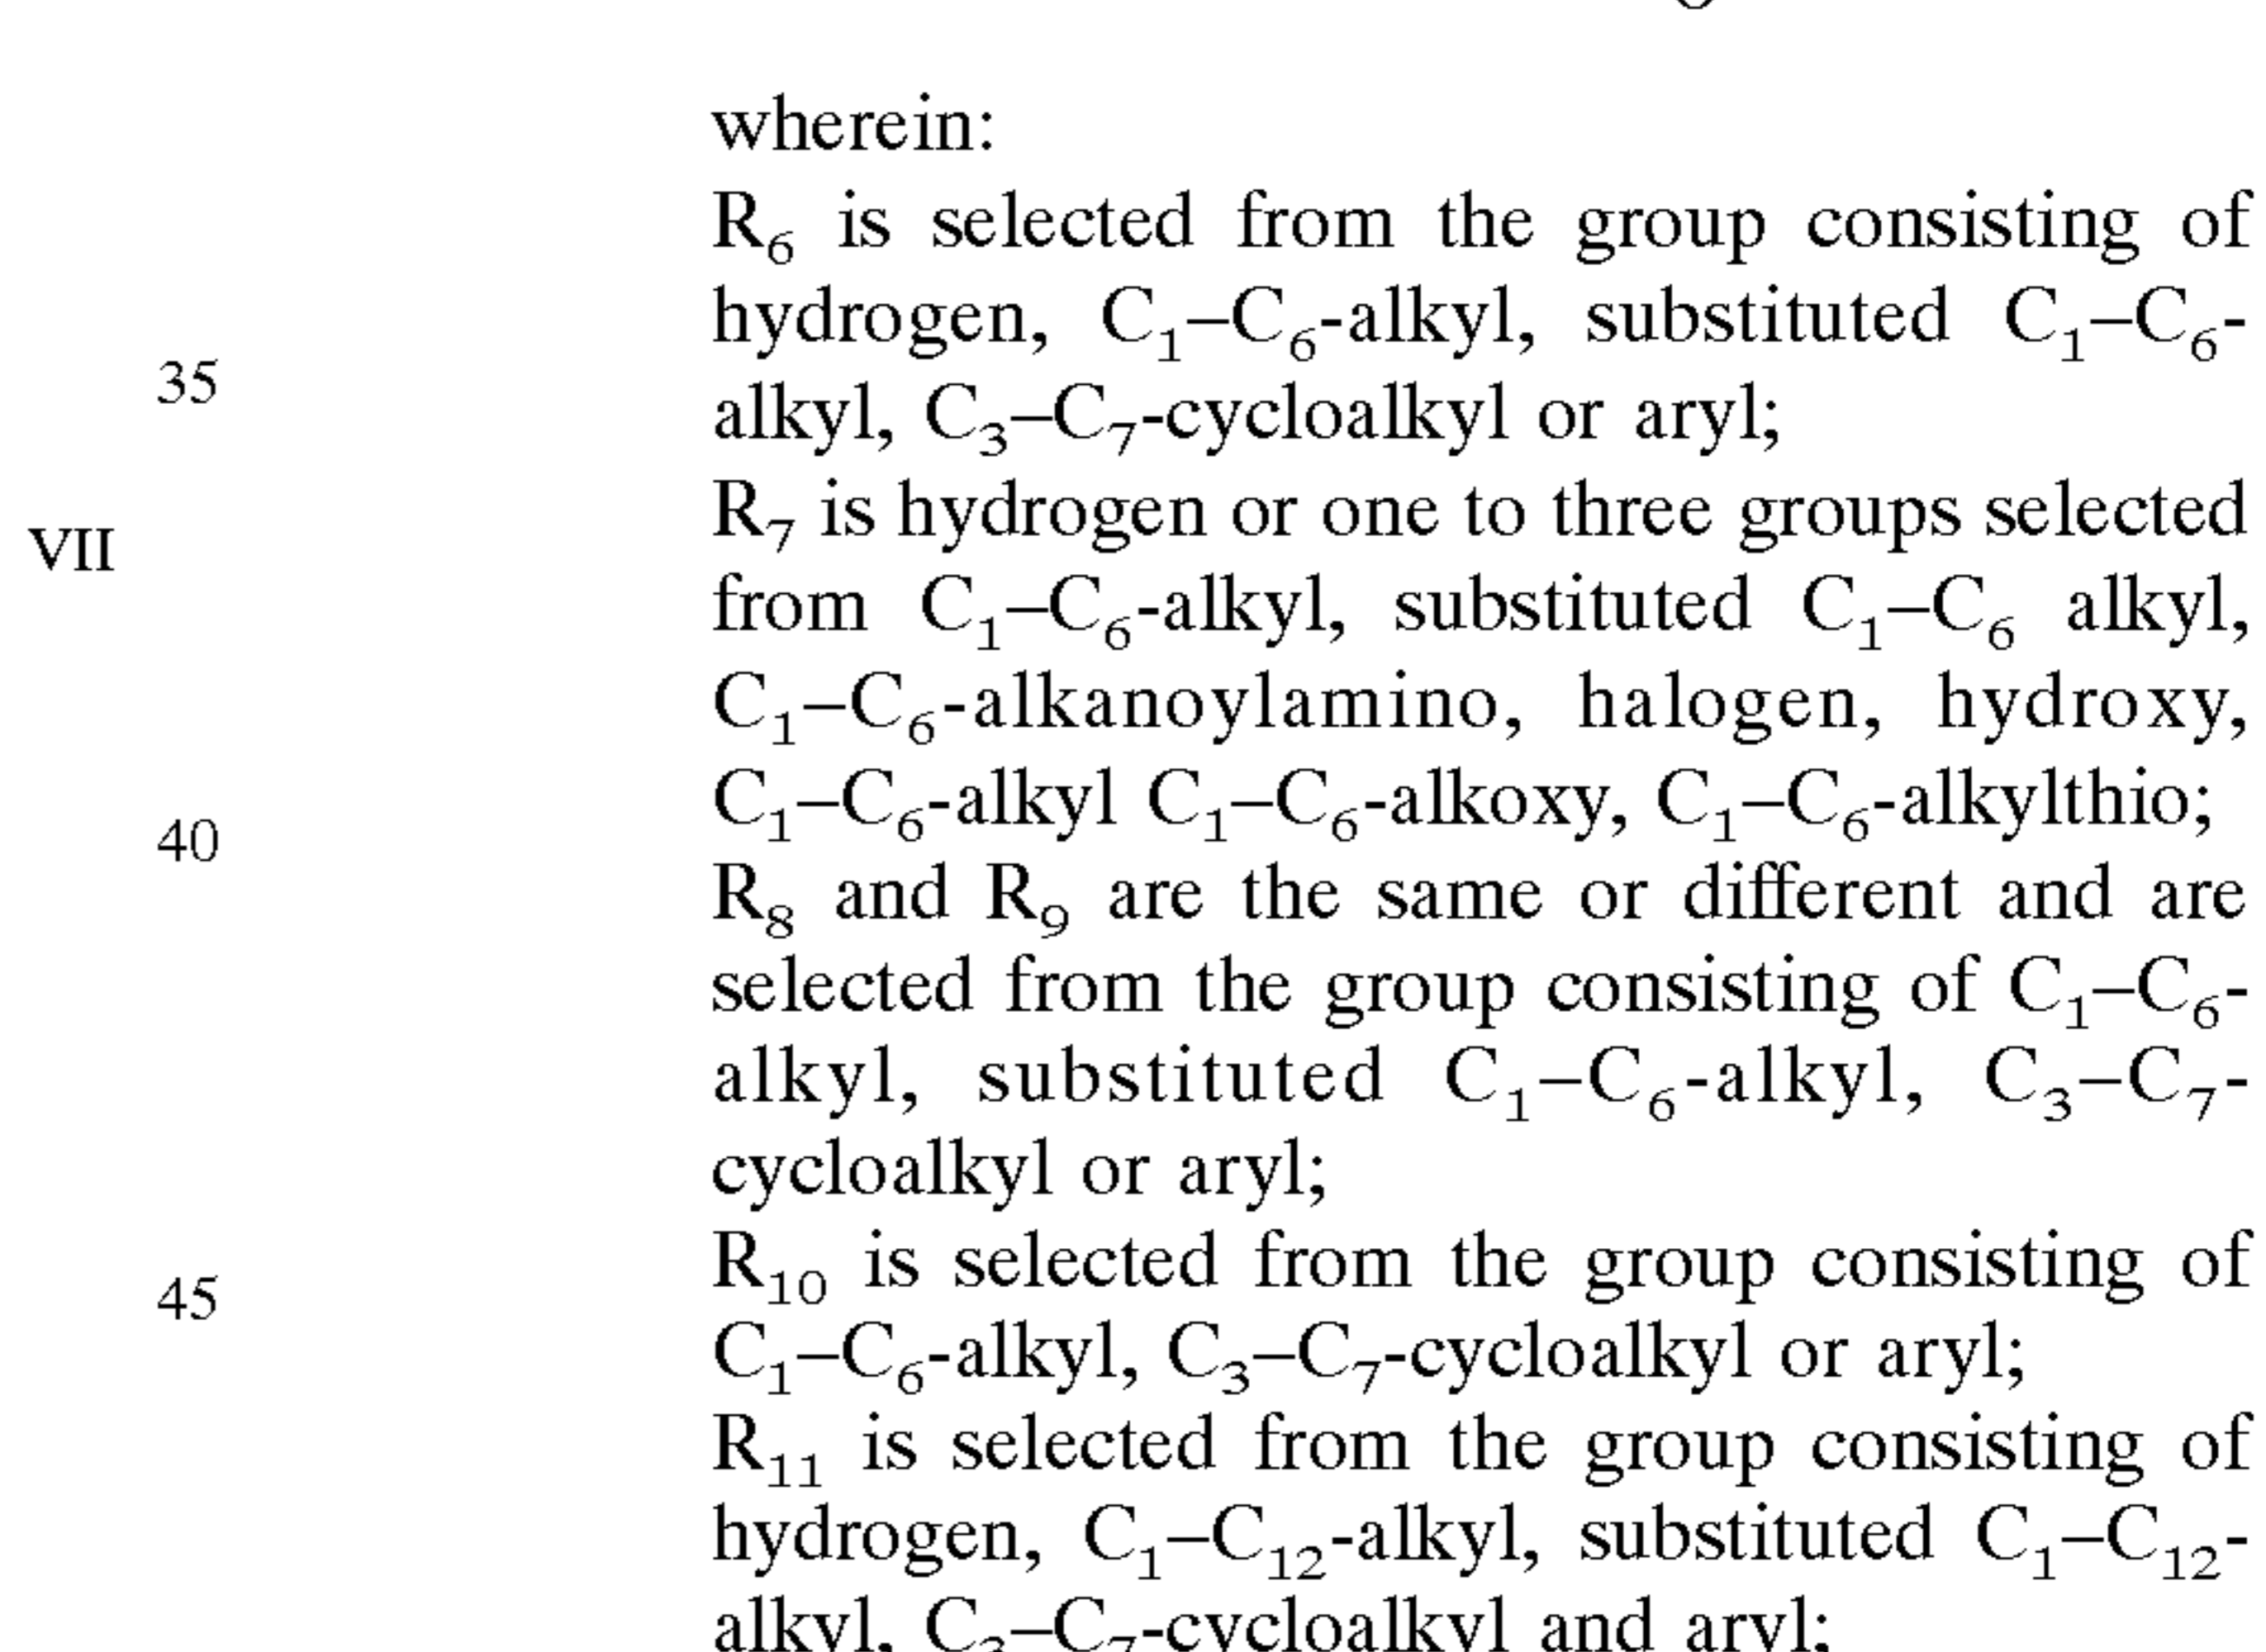 wherein:
R₆ is selected from the group consisting of
hydrogen, C₁–C₆-alkyl, substituted C₁–C₆-
35
alkyl, C₃–C₇-cycloalkyl or aryl;
R₇ is hydrogen or one to three groups selected
VII
from C₁–C₆-alkyl, substituted C₁–C₆ alkyl,
C₁–C₆-alkanoylamino, halogen, hydroxy,
C₁–C₆-alkyl C₁–C₆-alkoxy, C₁–C₆-alkylthio;
40
R₈ and R₉ are the same or different and are
selected from the group consisting of C₁–C₆-
alkyl, substituted C₁–C₆-alkyl, C₃–C₇-
cycloalkyl or aryl;
R₁₀ is selected from the group consisting of
45
C₁–C₆-alkyl, C₃–C₇-cycloalkyl or aryl;
R₁₁ is selected from the group consisting of
hydrogen, C₁–C₁₂-alkyl, substituted C₁–C₁₂-
alkyl, C₃–C₇-cycloalkyl and aryl;